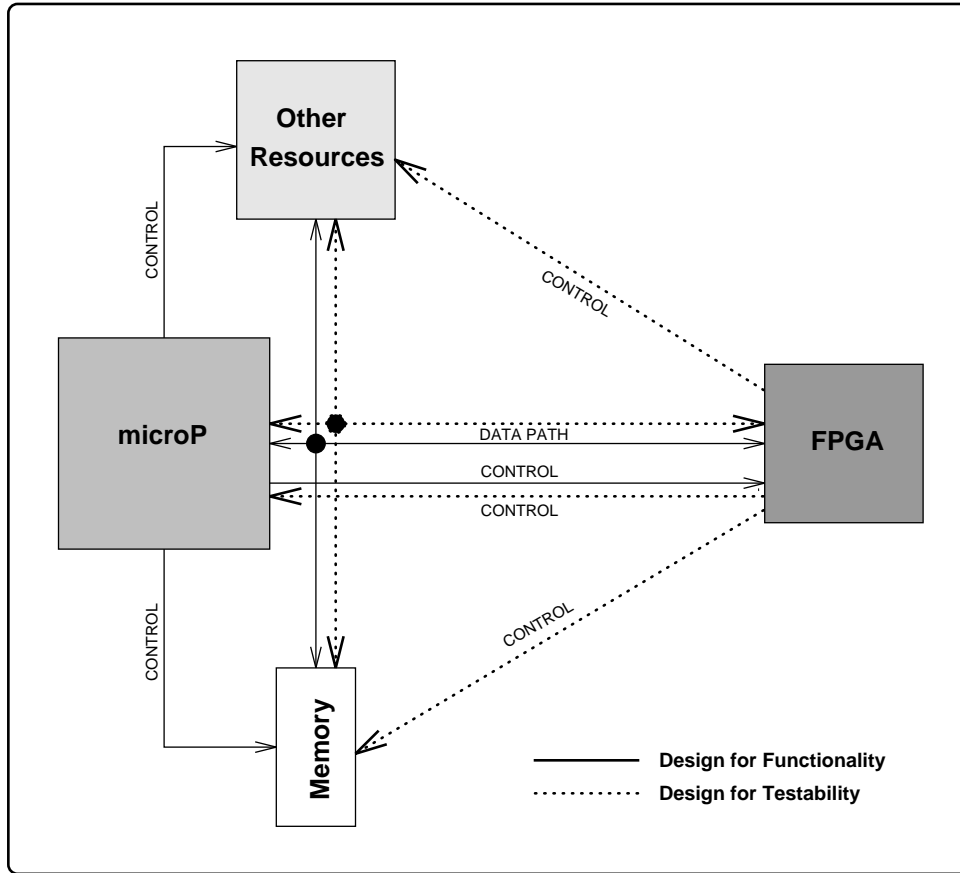 Other
Resources
CONTROL
CONTROL
microP
DATA PATH
FPGA
CONTROL
CONTROL
CONTROL
CONTROL
Memory
Design for Functionality
Design for Testability